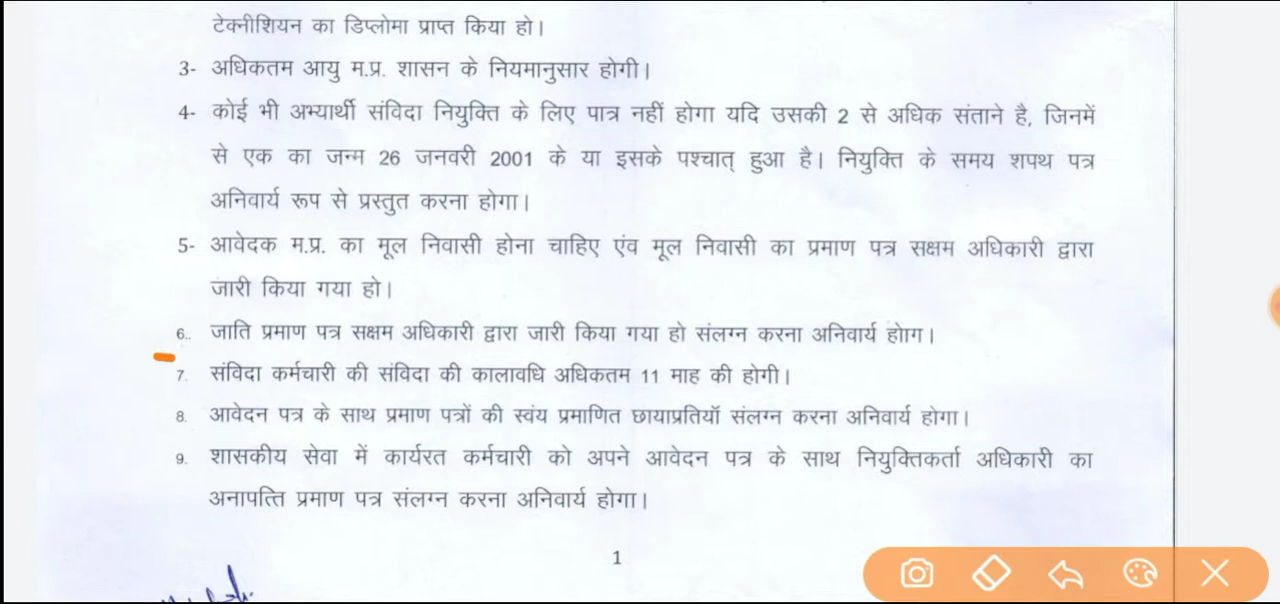 टेक्नीशियन का डिप्लोमा प्राप्त किया हो।
3- अधिकतम आयु म.प्र. शासन के नियमानुसार होगी।
4- कोई भी अभ्यार्थी संविदा नियुक्ति के लिए पात्र नहीं होगा यदि उसकी 2 से अधिक संताने है, जिनमें
से एक का जन्म 26 जनवरी 2001 के या इसके पश्चात् हुआ है। नियुक्ति के समय शपथ पत्र
अनिवार्य रूप से प्रस्तुत करना होगा।
5- आवेदक म.प्र. का मूल निवासी होना चाहिए एंव मूल निवासी का प्रमाण पत्र सक्षम अधिकारी द्वारा
जारी किया गया हो।
6.. जाति प्रमाण पत्र सक्षम अधिकारी द्वारा जारी किया गया हो संलग्न करना अनिवार्य होाग।
7. संविदा कर्मचारी की संविदा की कालावधि अधिकतम 11 माह की होगी।
8. आवेदन पत्र के साथ प्रमाण पत्रों की स्वंय प्रमाणित छायाप्रतियॉ संलग्न करना अनिवार्य होगा।
9. शासकीय सेवा में कार्यरत कर्मचारी को अपने आवेदन पत्र के साथ नियुक्तिकर्ता अधिकारी का
अनापत्ति प्रमाण पत्र संलग्न करना अनिवार्य होगा।
1